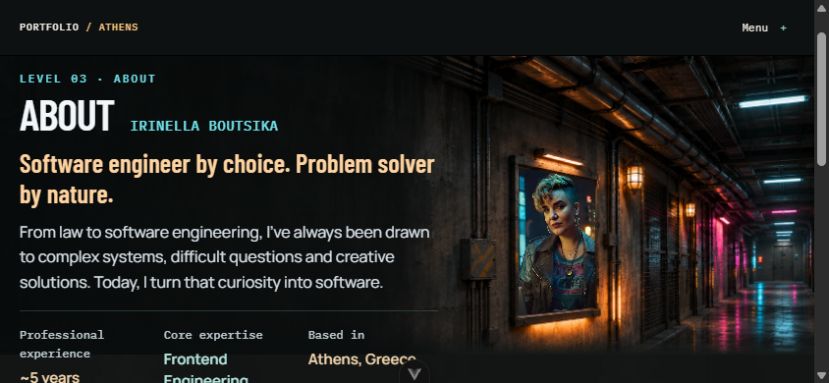 PORTFOLIO / ATHENS
Menu +
LEVEL 03 · ABOUT
ABOUT IRINELLA BOUTSIKA
Software engineer by choice. Problem solver
by nature.
From law to software engineering, I've always been drawn
to complex systems, difficult questions and creative
solutions. Today, I turn that curiosity into software.
Professional
experience
~5 years
Core expertise
Frontend
Engineering
Based in
Athens, Greece